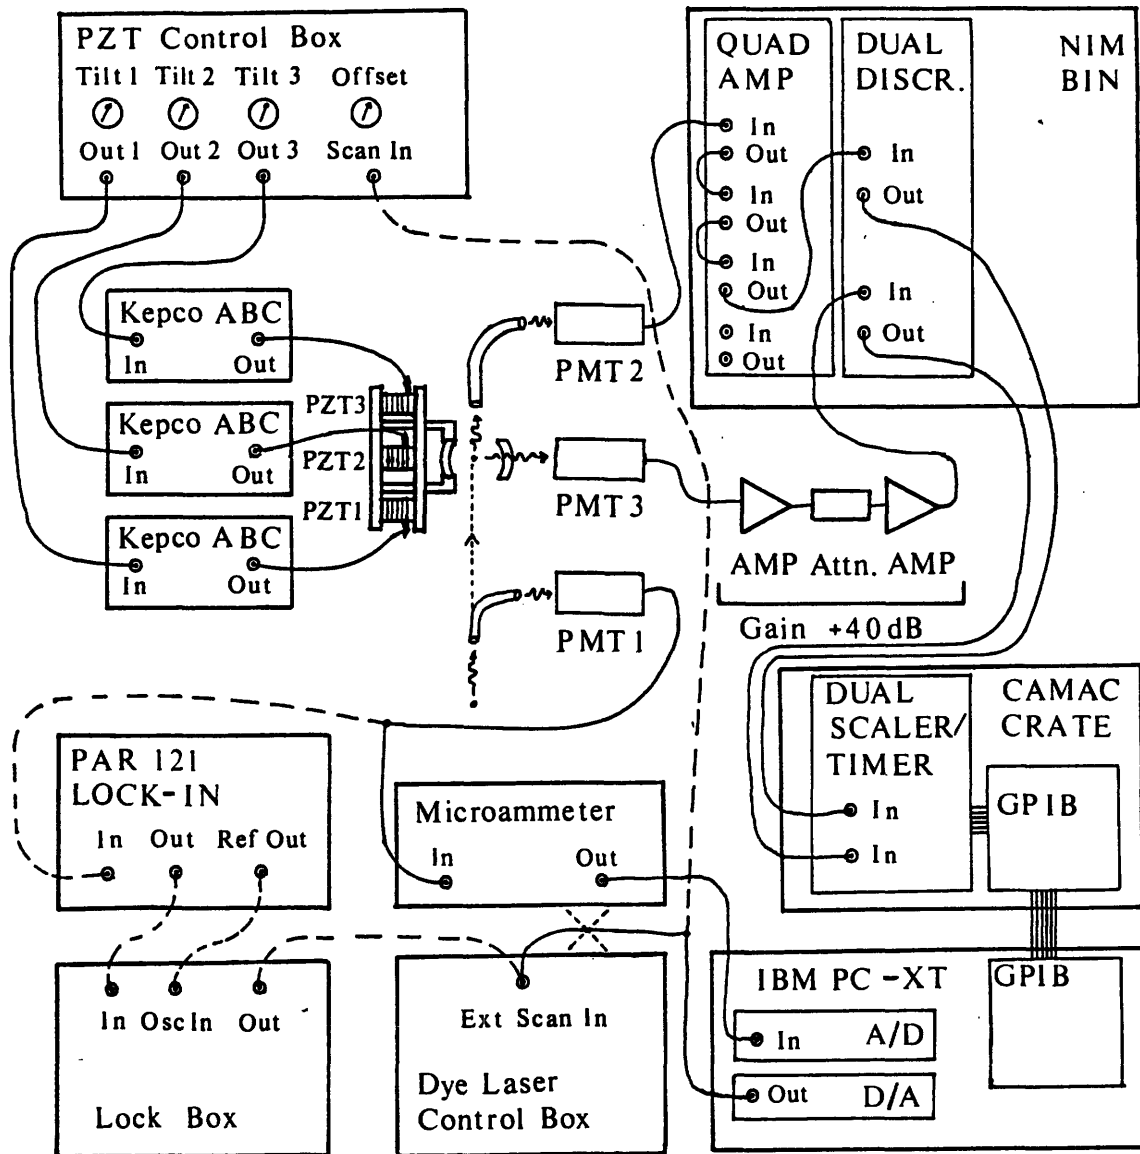 PZT Control Box
Tilt 1 Tilt 2 Tilt 3 Offset
Out 1 Out 2 Out 3 Scan In
QUAD
AMP
In
Out
In
Out
In
Out
In
Out
DUAL
DISCR.
In
Out
In
Out
NIM
BIN
Kepco ABC
In Out
Kepco ABC
In Out
Kepco ABC
In Out
PZT3
PZT2
PZT1
PMT 2
PMT 3
PMT 1
AMP Attn. AMP
Gain +40dB
DUAL
SCALER/
TIMER
In
In
CAMAC
CRATE
GPIB
PAR 121
LOCK-IN
In Out Ref Out
Microammeter
In Out
In Osc In Out
Lock Box
Ext Scan In
Dye Laser
Control Box
IBM PC-XT
GPIB
In A/D
Out D/A